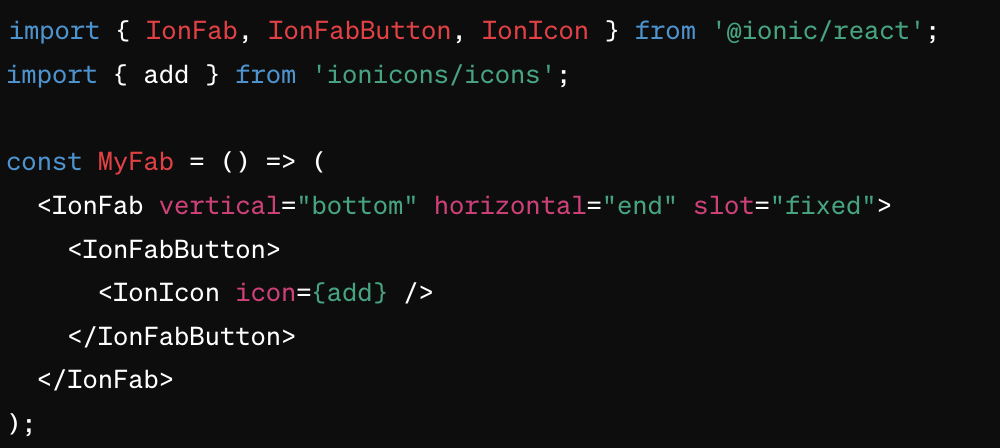 import { IonFab, IonFabButton, IonIcon } from '@ionic/react';
import { add } from 'ionicons/icons';

const MyFab = () => (
  <IonFab vertical="bottom" horizontal="end" slot="fixed">
    <IonFabButton>
      <IonIcon icon={add} />
    </IonFabButton>
  </IonFab>
);